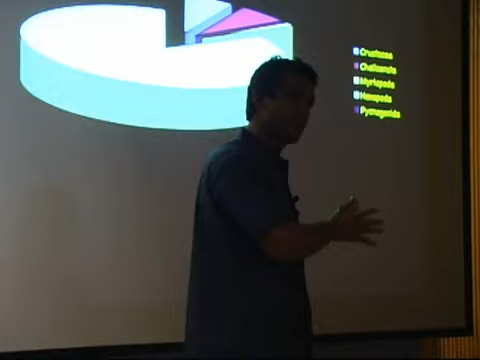 Crustacea
Chelicerata
Myriapoda
Hexapoda
Pycnogonida